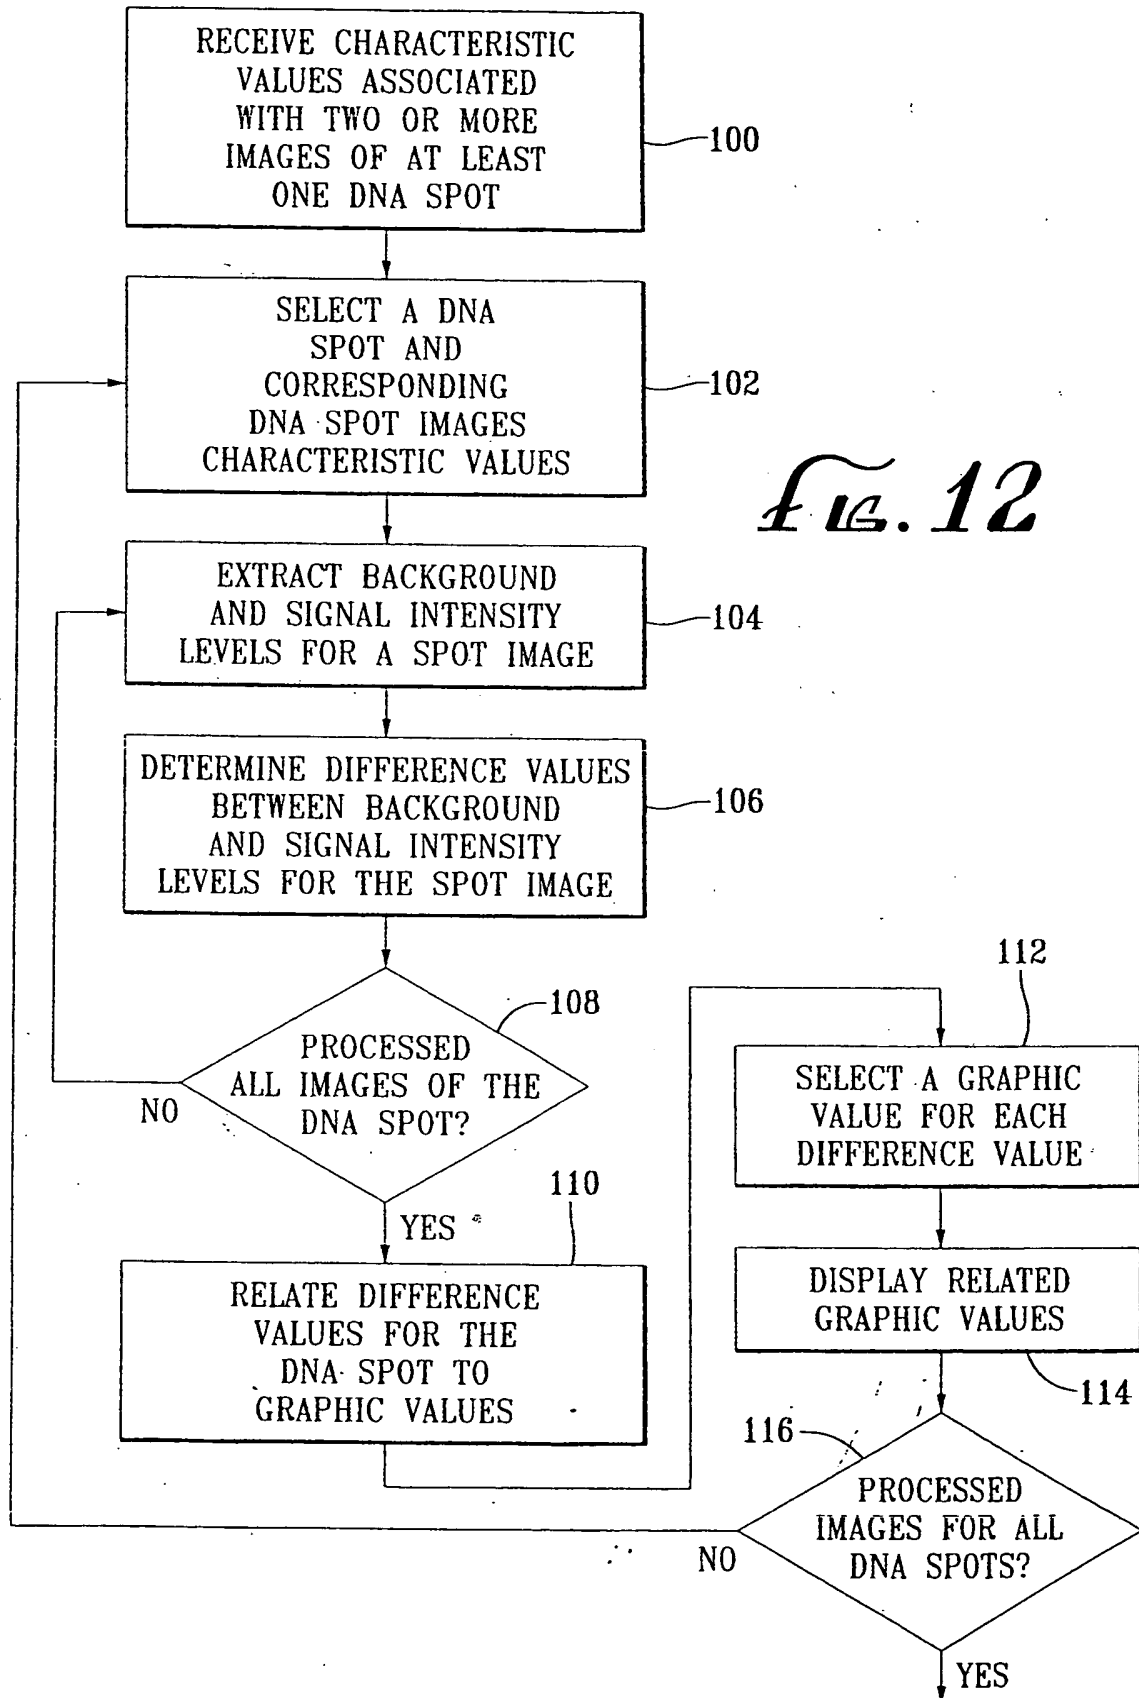 RECEIVE CHARACTERISTIC
VALUES ASSOCIATED
WITH TWO OR MORE
IMAGES OF AT LEAST
ONE DNA SPOT
100
SELECT A DNA
SPOT AND
CORRESPONDING
DNA SPOT IMAGES
CHARACTERISTIC VALUES
102
FIG. 12
EXTRACT BACKGROUND
AND SIGNAL INTENSITY
LEVELS FOR A SPOT IMAGE
104
DETERMINE DIFFERENCE VALUES
BETWEEN BACKGROUND
AND SIGNAL INTENSITY
LEVELS FOR THE SPOT IMAGE
106
108
PROCESSED
ALL IMAGES OF THE
DNA SPOT?
NO
YES
110
RELATE DIFFERENCE
VALUES FOR THE
DNA SPOT TO
GRAPHIC VALUES
112
SELECT A GRAPHIC
VALUE FOR EACH
DIFFERENCE VALUE
DISPLAY RELATED
GRAPHIC VALUES
114
116
PROCESSED
IMAGES FOR ALL
DNA SPOTS?
NO
YES